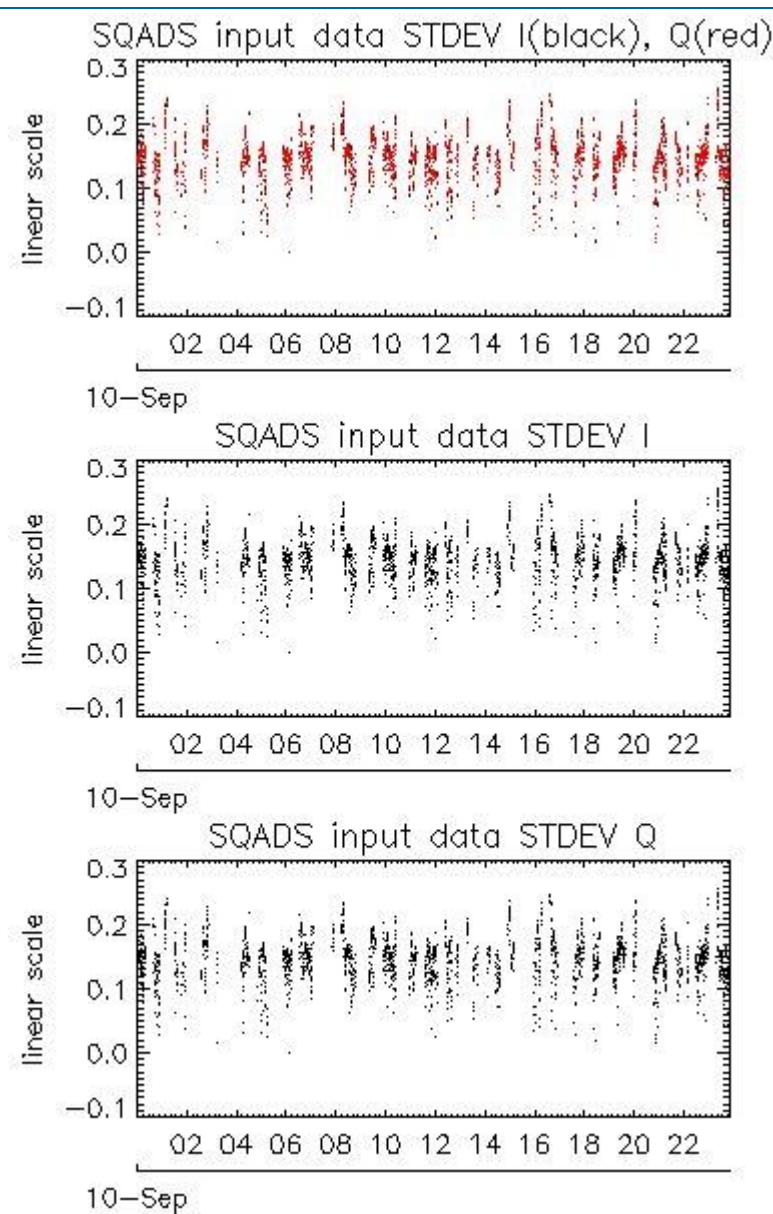 SQADS input data STDEV I(black), Q(red)
0.3
0.2
0.1
0.0
−0.1
linear scale
02 04 06 08 10 12 14 16 18 20 22
10−Sep
SQADS input data STDEV I
0.3
0.2
0.1
0.0
−0.1
linear scale
02 04 06 08 10 12 14 16 18 20 22
10−Sep
SQADS input data STDEV Q
0.3
0.2
0.1
0.0
−0.1
linear scale
02 04 06 08 10 12 14 16 18 20 22
10−Sep